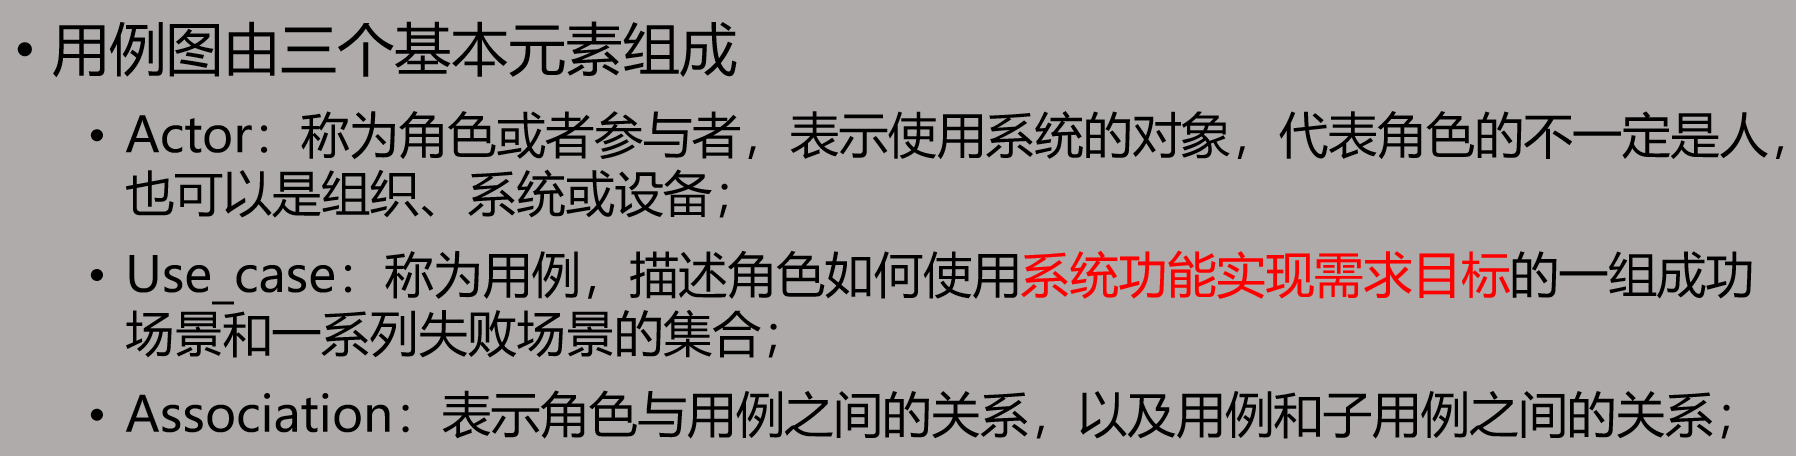 • 用例图由三个基本元素组成
• Actor：称为角色或者参与者，表示使用系统的对象，代表角色的不一定是人，
也可以是组织、系统或设备；
• Use_case：称为用例，描述角色如何使用系统功能实现需求目标的一组成功
场景和一系列失败场景的集合；
• Association：表示角色与用例之间的关系，以及用例和子用例之间的关系；